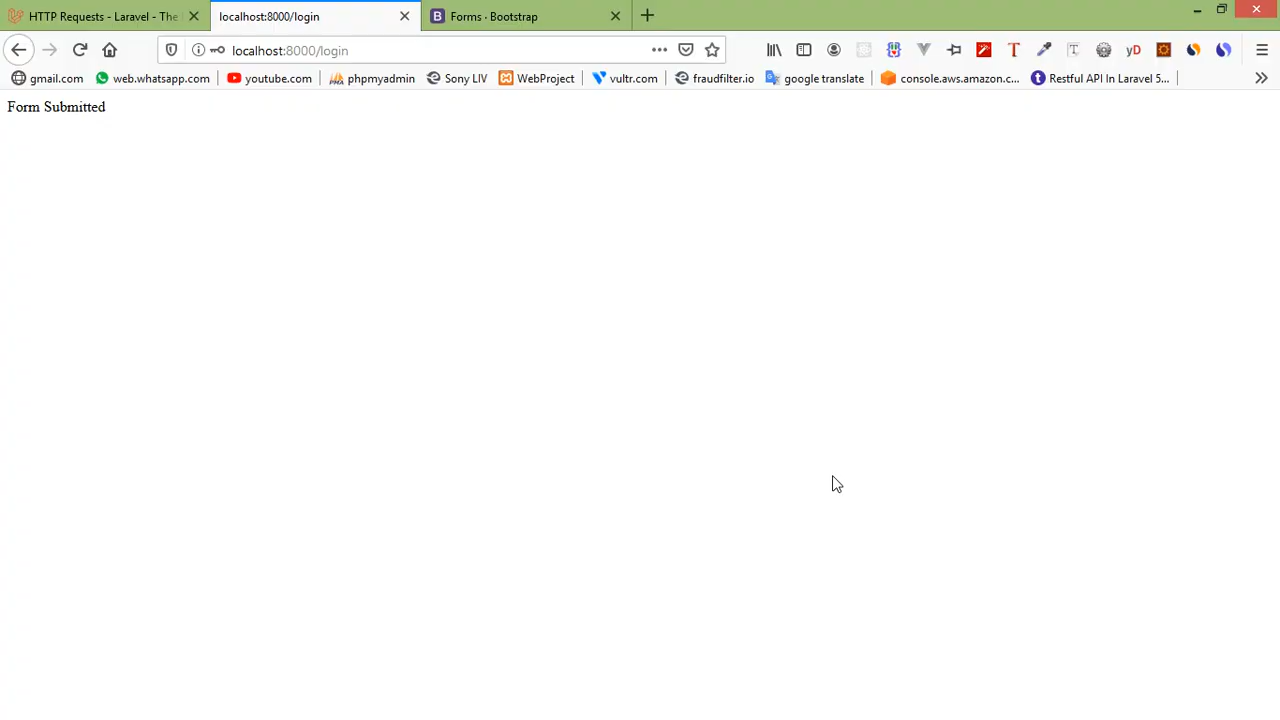 HTTP Requests - Laravel - The
localhost:8000/login
Forms · Bootstrap
localhost:8000/login
gmail.com
web.whatsapp.com
youtube.com
phpmyadmin
Sony LIV
WebProject
vultr.com
fraudfilter.io
google translate
console.aws.amazon.c...
Restful API In Laravel 5...
Form Submitted